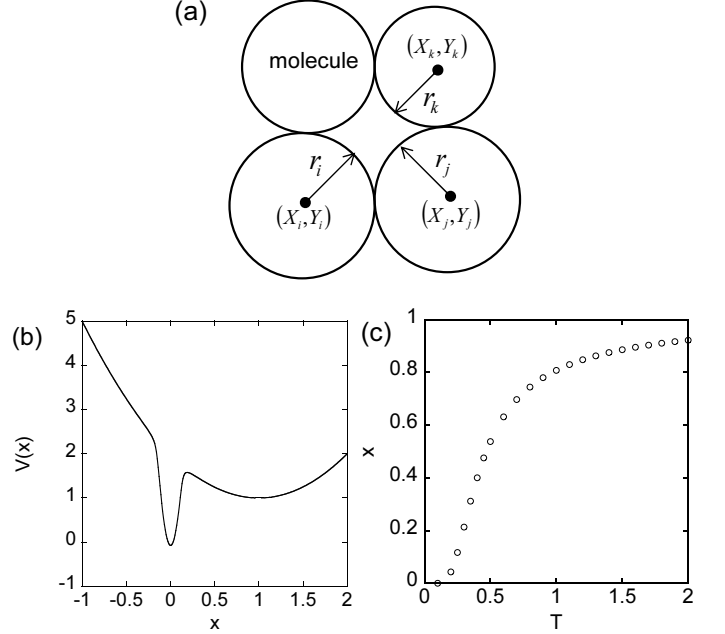 (a)
molecule
(X_k, Y_k)
r_k
r_i
r_j
(X_i, Y_i)
(X_j, Y_j)
(b)
5
4
3
2
1
0
-1
-1 -0.5 0 0.5 1 1.5 2
V(x)
x
(c)
1
0.8
0.6
0.4
0.2
0
0 0.5 1 1.5 2
x
T